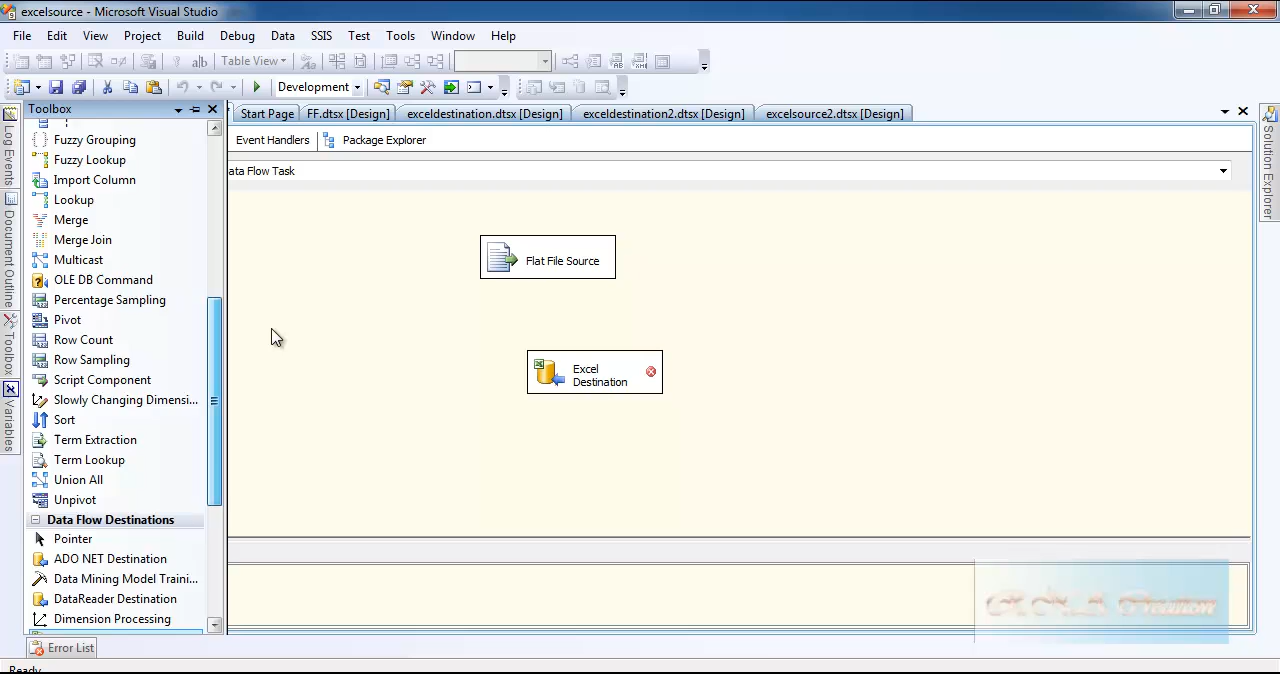 excelsource - Microsoft Visual Studio
File Edit View Project Build Debug Data SSIS Test Tools Window Help
Table View
Development
Toolbox
Start Page FF.dtsx [Design] exceldestination.dtsx [Design] exceldestination2.dtsx [Design] excelsource2.dtsx [Design]
Event Handlers Package Explorer
ata Flow Task
Log Events
Document Outline
Toolbox
Variables
Solution Explorer
Fuzzy Grouping
Fuzzy Lookup
Import Column
Lookup
Merge
Merge Join
Multicast
OLE DB Command
Percentage Sampling
Pivot
Row Count
Row Sampling
Script Component
Slowly Changing Dimensi...
Sort
Term Extraction
Term Lookup
Union All
Unpivot
Data Flow Destinations
Pointer
ADO NET Destination
Data Mining Model Traini...
DataReader Destination
Dimension Processing
Flat File Source
Excel
Destination
Error List
Ready